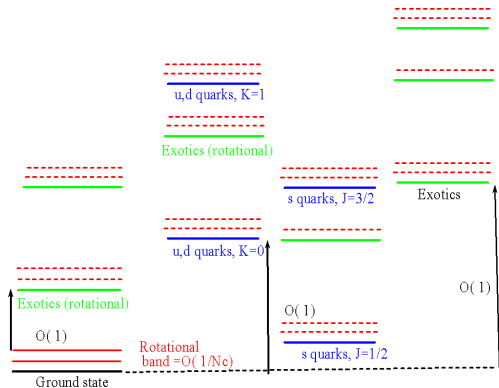 u,d quarks, K=1
Exotics (rotational)
s quarks, J=3/2
Exotics
u,d quarks, K=0
Exotics (rotational)
O( 1)
O( 1)
O( 1)
Rotational
band =O( 1/Nc)
s quarks, J=1/2
Ground state